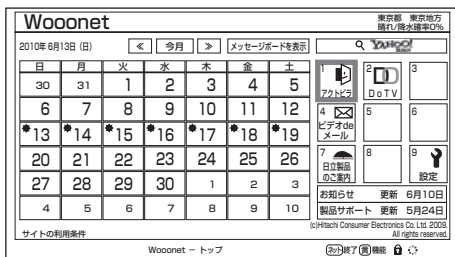 Wooonet
東京都 東京地方
晴れ/降水確率0%
2010年 6月13日 (日) ≪ 今月 ≫ メッセージボードを表示 YAHOO!
日 月 火 水 木 金 土
30 31 1 2 3 4 5
6 7 8 9 10 11 12
13 14 15 16 17 18 19
20 21 22 23 24 25 26
27 28 29 30 1 2 3
4 5 6 7 8 9 10
1 アクトビラ
2 DoTV
3
4 ビデオde
メール
5
6
7 日立製品
のご案内
8
9 設定
お知らせ 更新 6月10日
製品サポート 更新 5月24日
(c)Hitachi Consumer Electronics Co. Ltd. 2009.
All rights reserved.
サイトの利用条件
Wooonet － トップ
ネット終了 黄機能